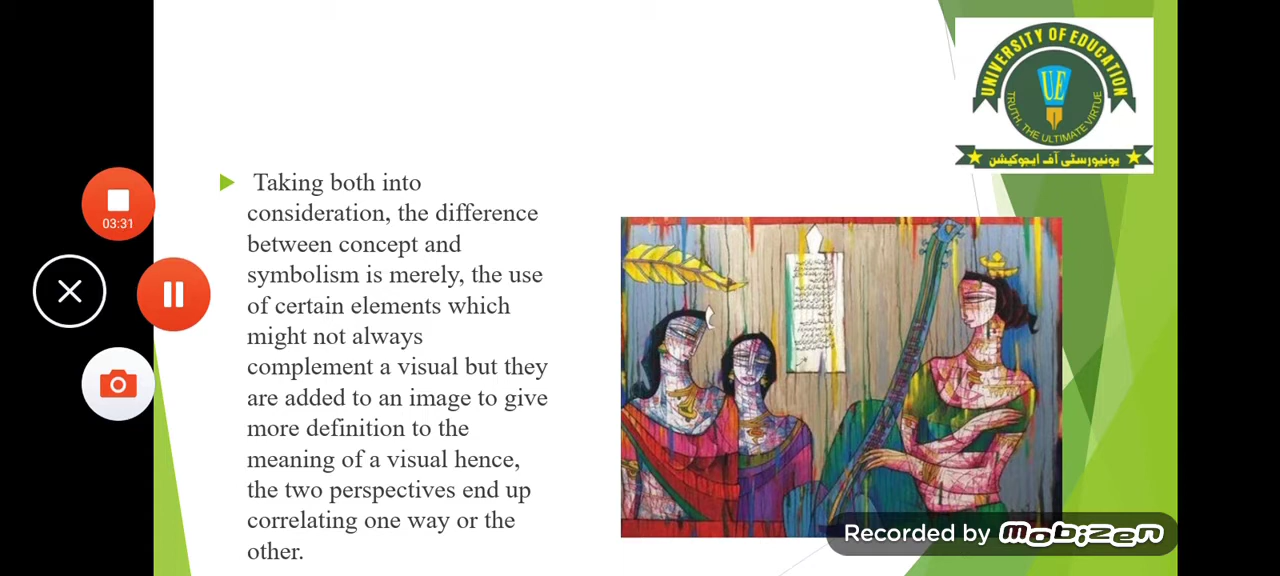 UNIVERSITY OF EDUCATION
UE
TRUTH, THE ULTIMATE VIRTUE
یونیورسٹی آف ایجوکیشن
03:31
Taking both into
consideration, the difference
between concept and
symbolism is merely, the use
of certain elements which
might not always
complement a visual but they
are added to an image to give
more definition to the
meaning of a visual hence,
the two perspectives end up
correlating one way or the
other.
Recorded by mobizen